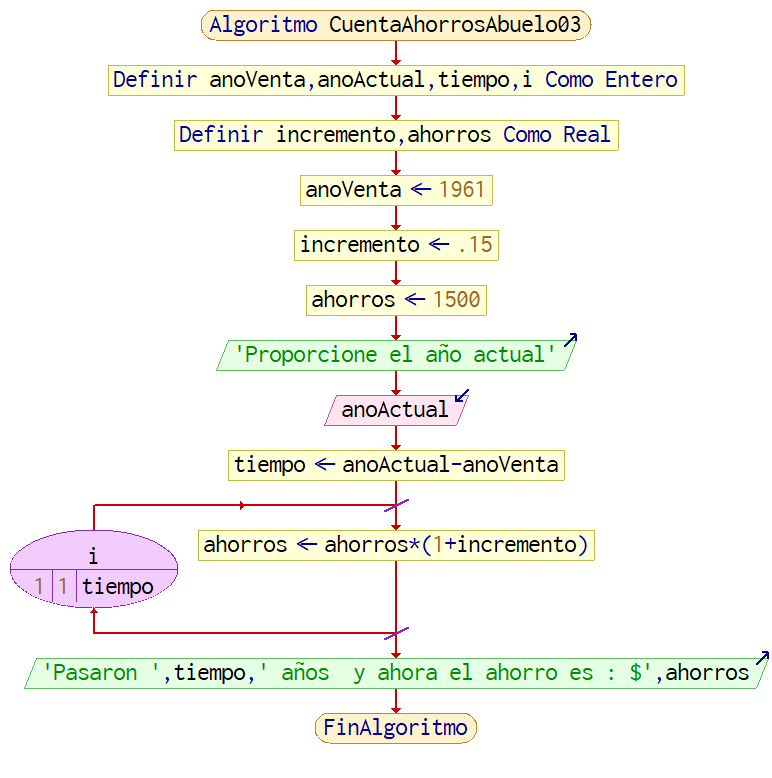 Algoritmo CuentaAhorrosAbuelo03
Definir anoVenta,anoActual,tiempo,i Como Entero
Definir incremento,ahorros Como Real
anoVenta ← 1961
incremento ← .15
ahorros ← 1500
'Proporcione el año actual'
anoActual
tiempo ← anoActual-anoVenta
ahorros ← ahorros*(1+incremento)
i
1 1 tiempo
'Pasaron ',tiempo,' años  y ahora el ahorro es : $',ahorros
FinAlgoritmo